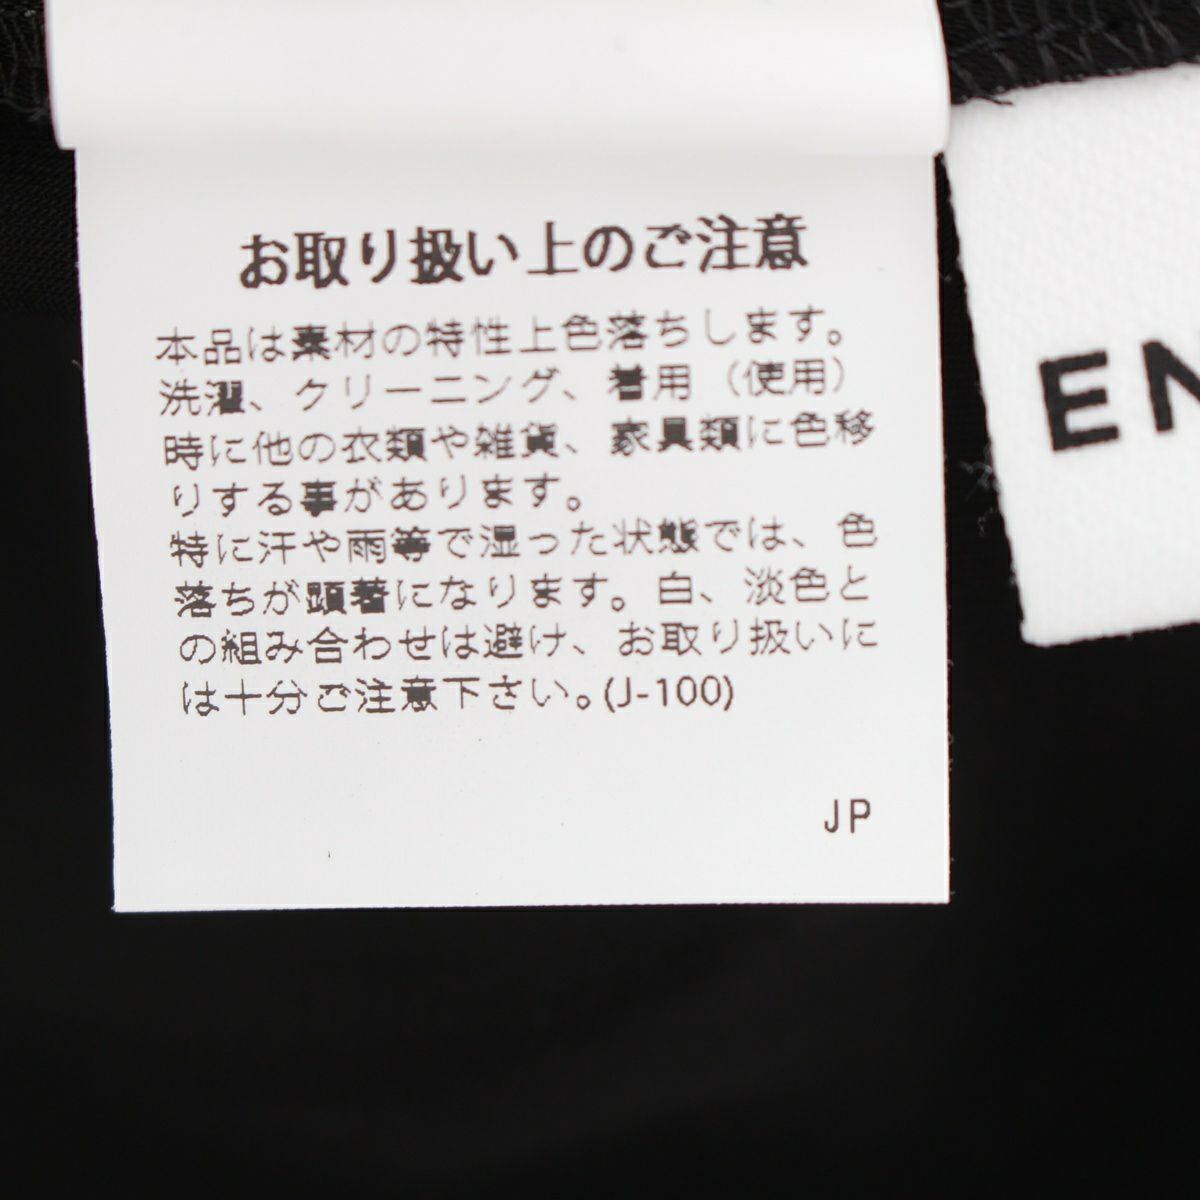 お取り扱い上のご注意
本品は素材の特性上色落ちします。
洗濯、クリーニング、着用（使用）
時に他の衣類や雑貨、家具類に色移
りする事があります。
特に汗や雨等で湿った状態では、色
落ちが顕著になります。白、淡色と
の組み合わせは避け、お取り扱いに
は十分ご注意下さい。(J-100)
JP
EN